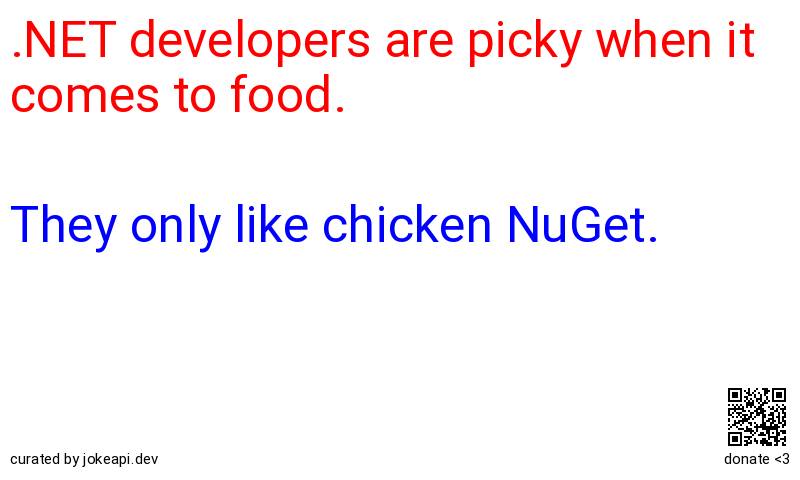 .NET developers are picky when it
comes to food.
They only like chicken NuGet.
curated by jokeapi.dev
donate <3